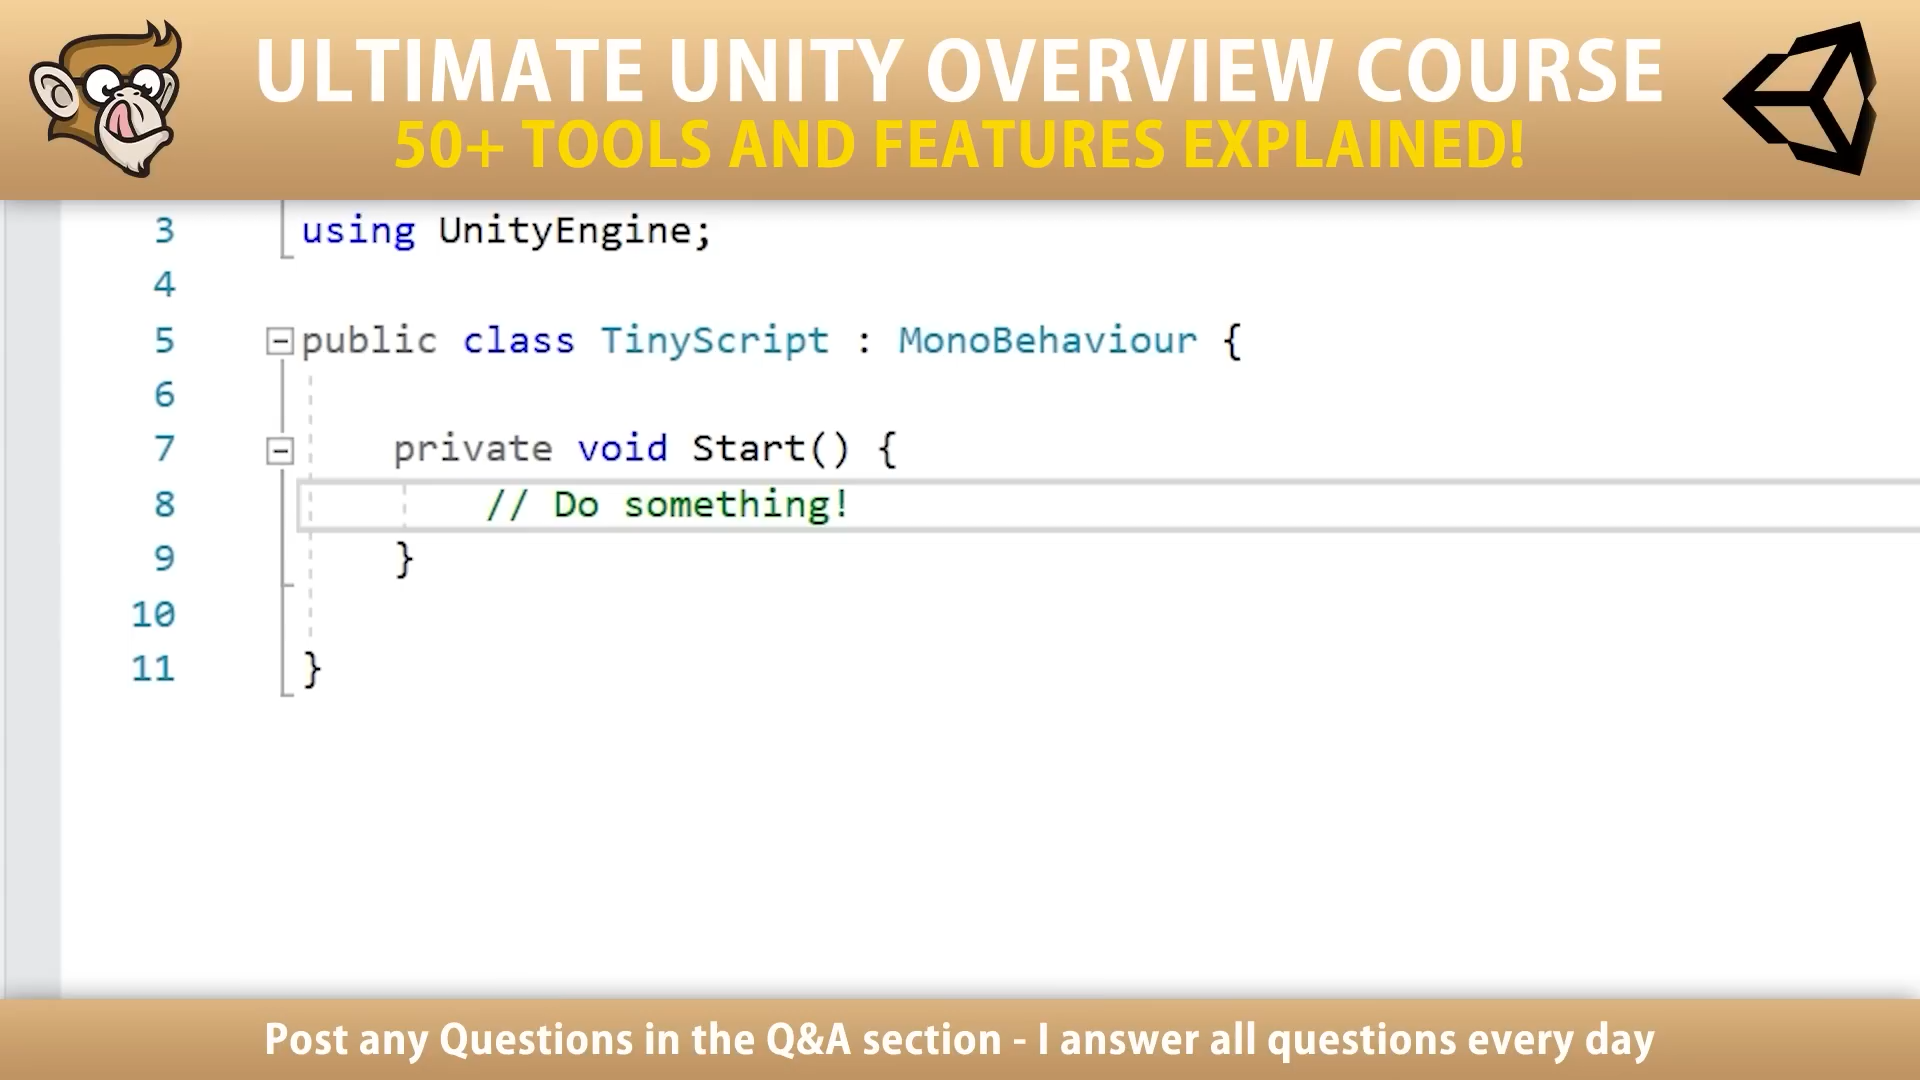 ULTIMATE UNITY OVERVIEW COURSE
50+ TOOLS AND FEATURES EXPLAINED!
3 using UnityEngine;
4
5 public class TinyScript : MonoBehaviour {
6
7 private void Start() {
8 // Do something!
9 }
10
11 }
Post any Questions in the Q&A section - I answer all questions every day